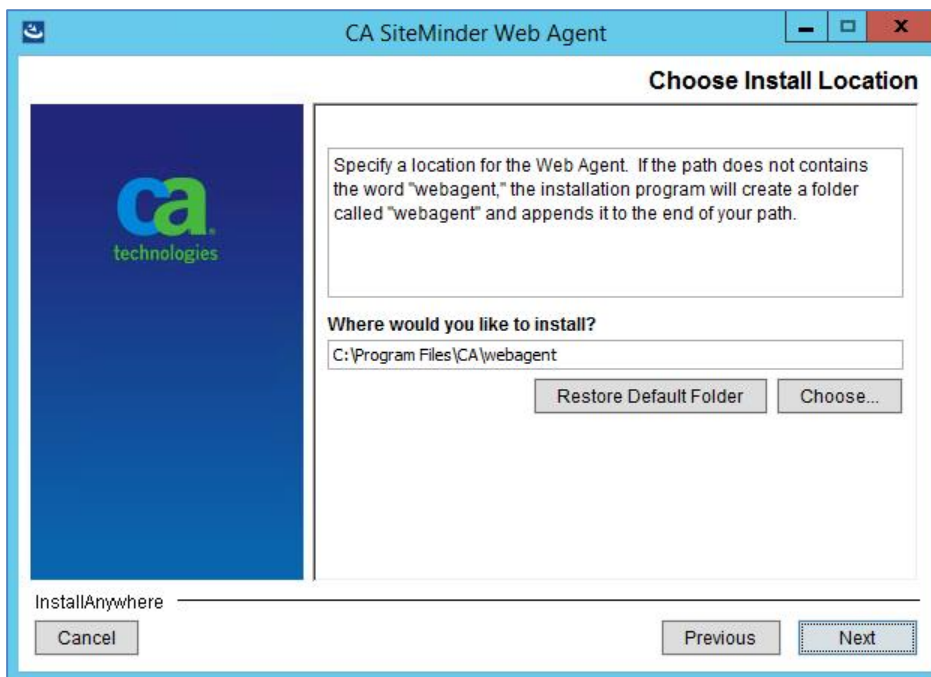 CA SiteMinder Web Agent
Choose Install Location
ca
technologies
Specify a location for the Web Agent. If the path does not contains
the word "webagent," the installation program will create a folder
called "webagent" and appends it to the end of your path.
Where would you like to install?
C:\Program Files\CA\webagent
Restore Default Folder
Choose...
InstallAnywhere
Cancel
Previous
Next